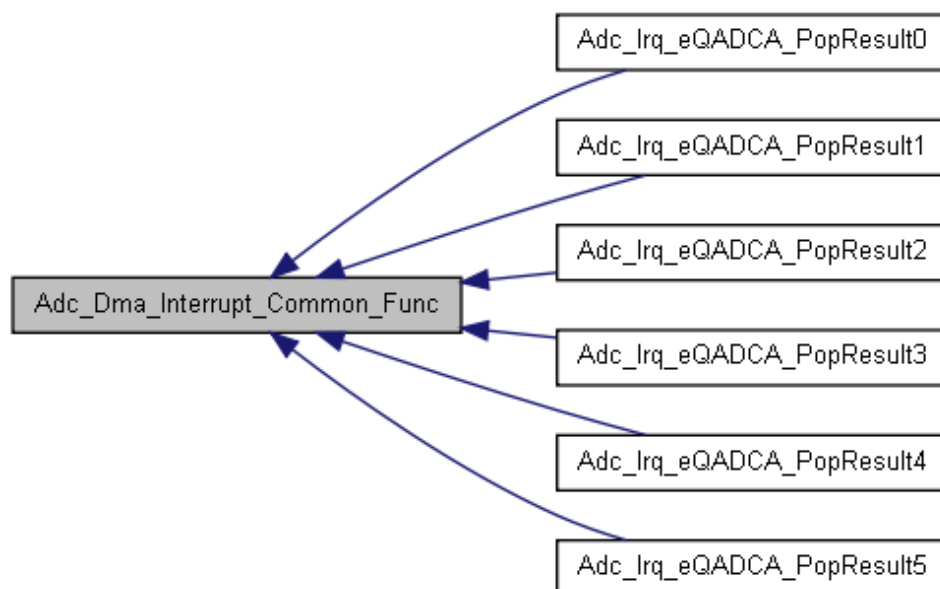 Adc_Irq_eQADCA_PopResult0
Adc_Irq_eQADCA_PopResult1
Adc_Irq_eQADCA_PopResult2
Adc_Dma_Interrupt_Common_Func
Adc_Irq_eQADCA_PopResult3
Adc_Irq_eQADCA_PopResult4
Adc_Irq_eQADCA_PopResult5